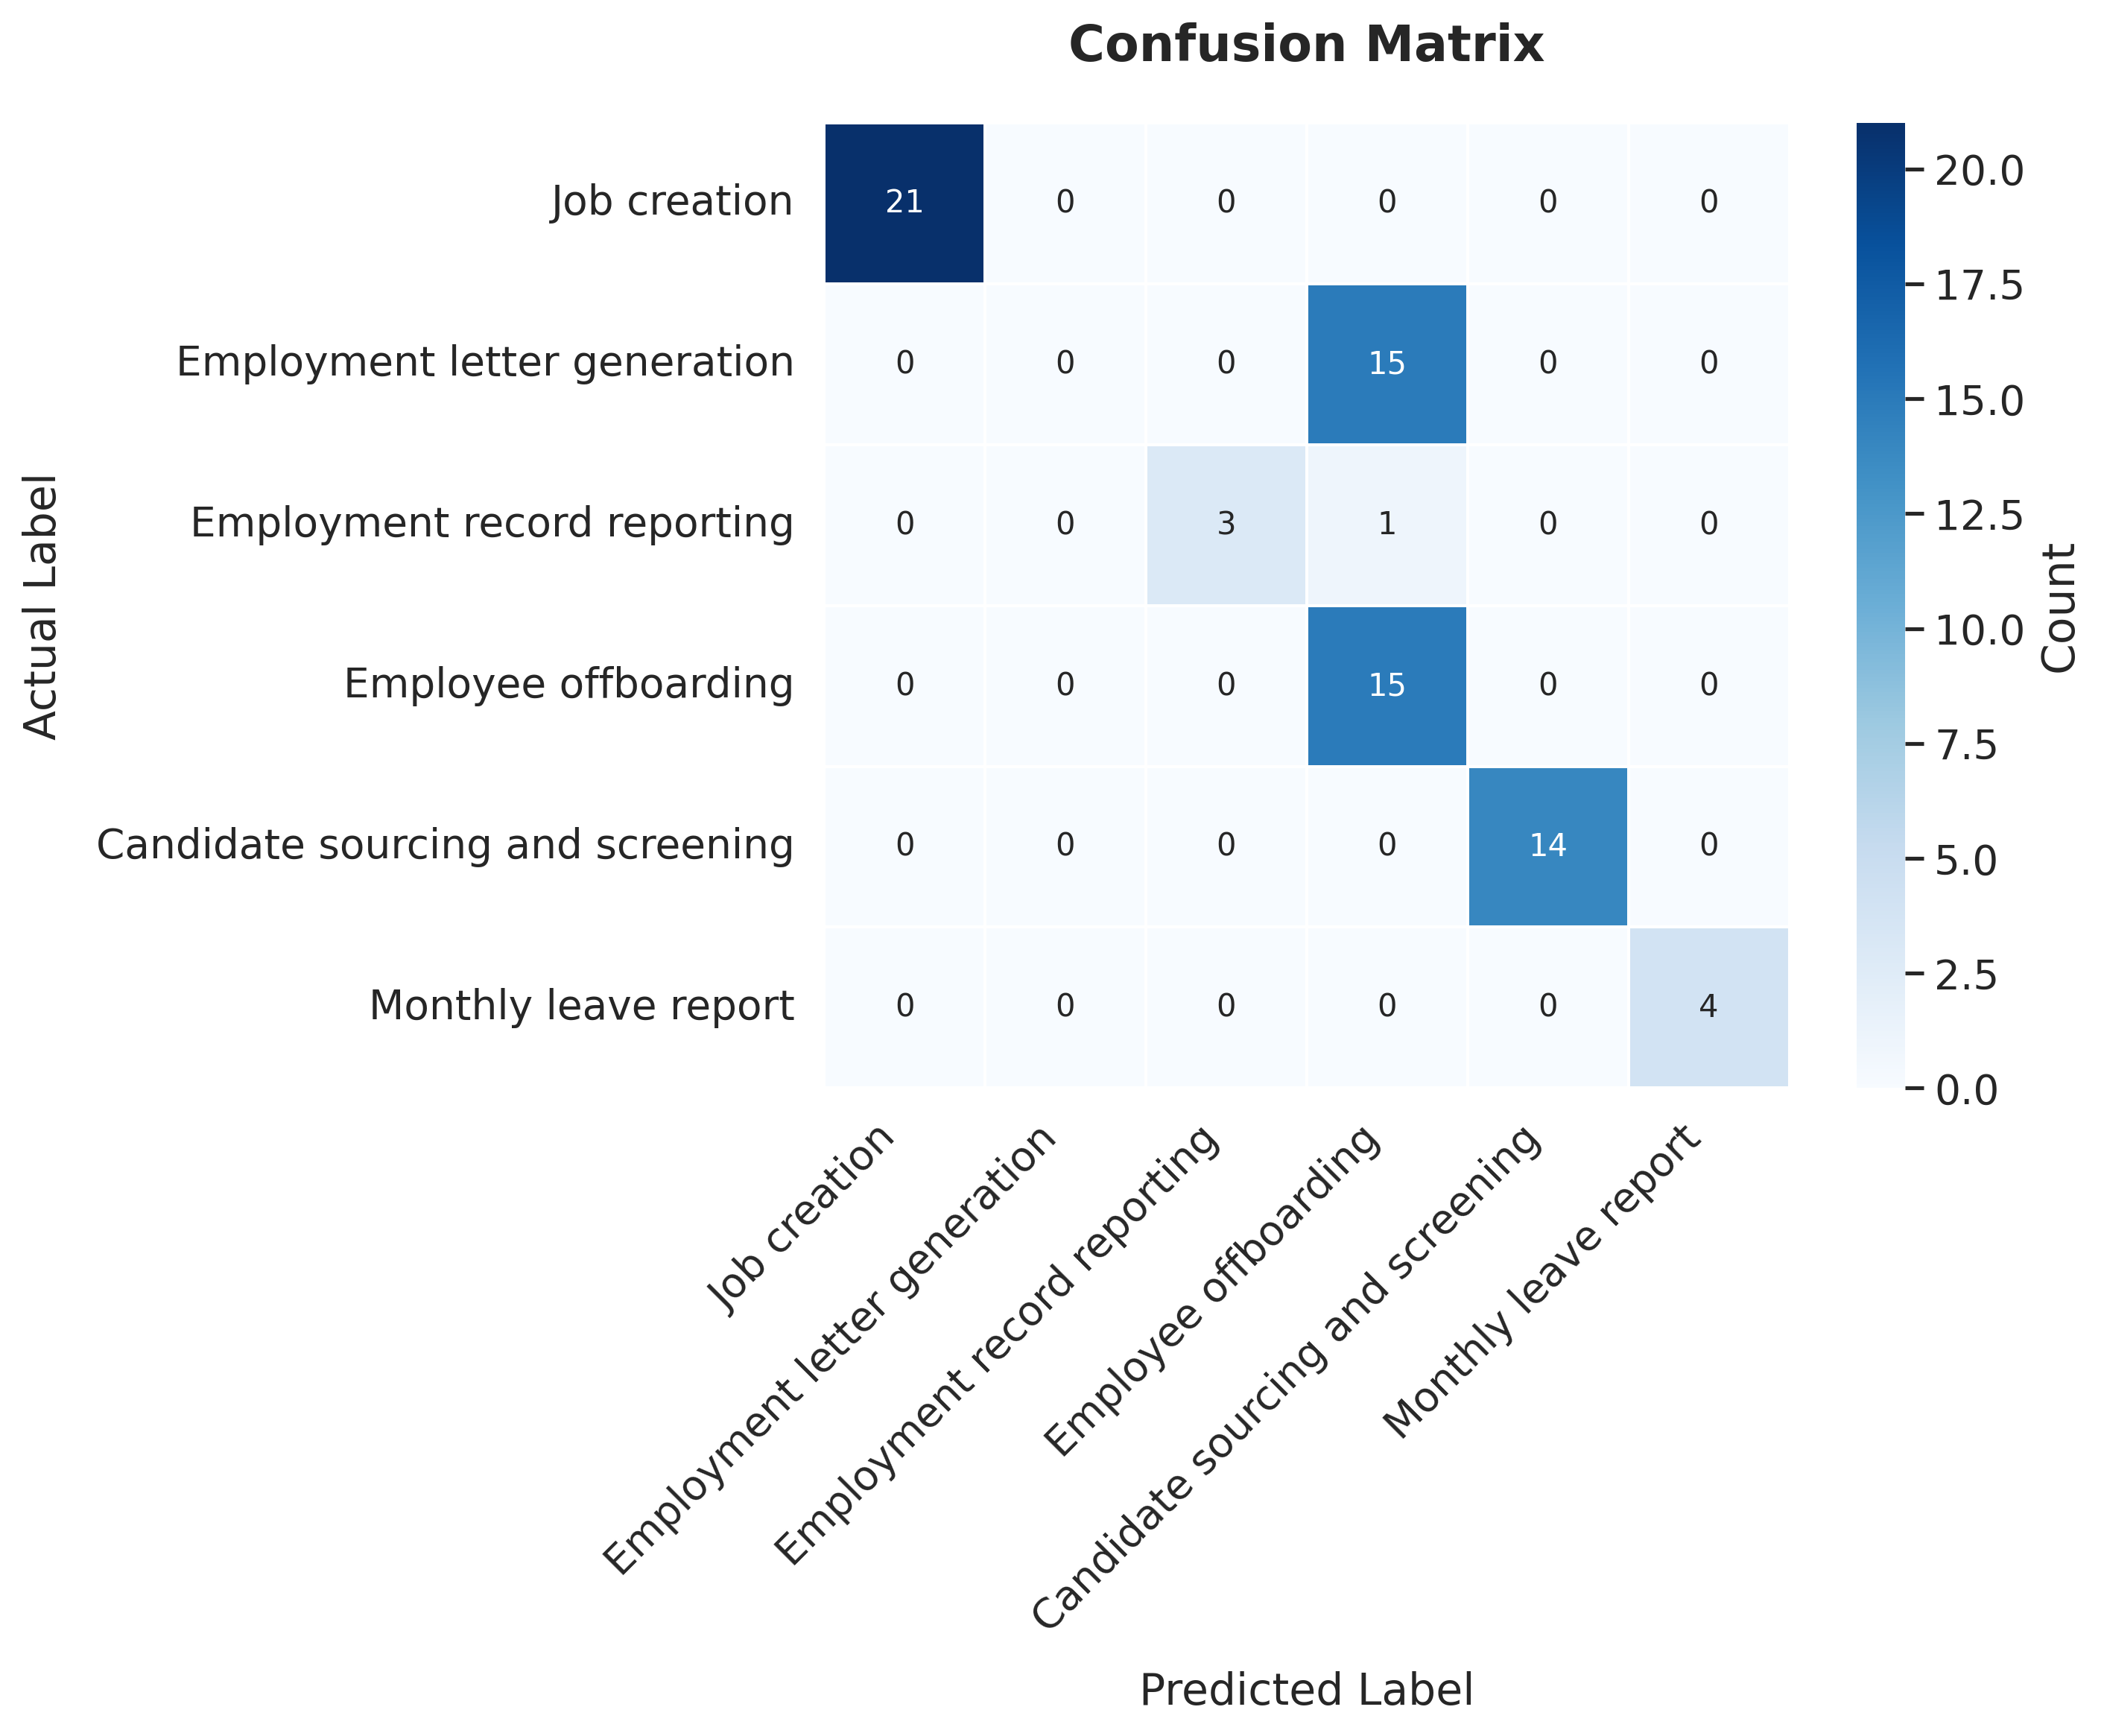 Confusion Matrix
Actual Label
Job creation 21 0 0 0 0 0
Employment letter generation 0 0 0 15 0 0
Employment record reporting 0 0 3 1 0 0
Employee offboarding 0 0 0 15 0 0
Candidate sourcing and screening 0 0 0 0 14 0
Monthly leave report 0 0 0 0 0 4
Job creation
Employment letter generation
Employment record reporting
Employee offboarding
Candidate sourcing and screening
Monthly leave report
Predicted Label
20.0
17.5
15.0
12.5
10.0
7.5
5.0
2.5
0.0
Count